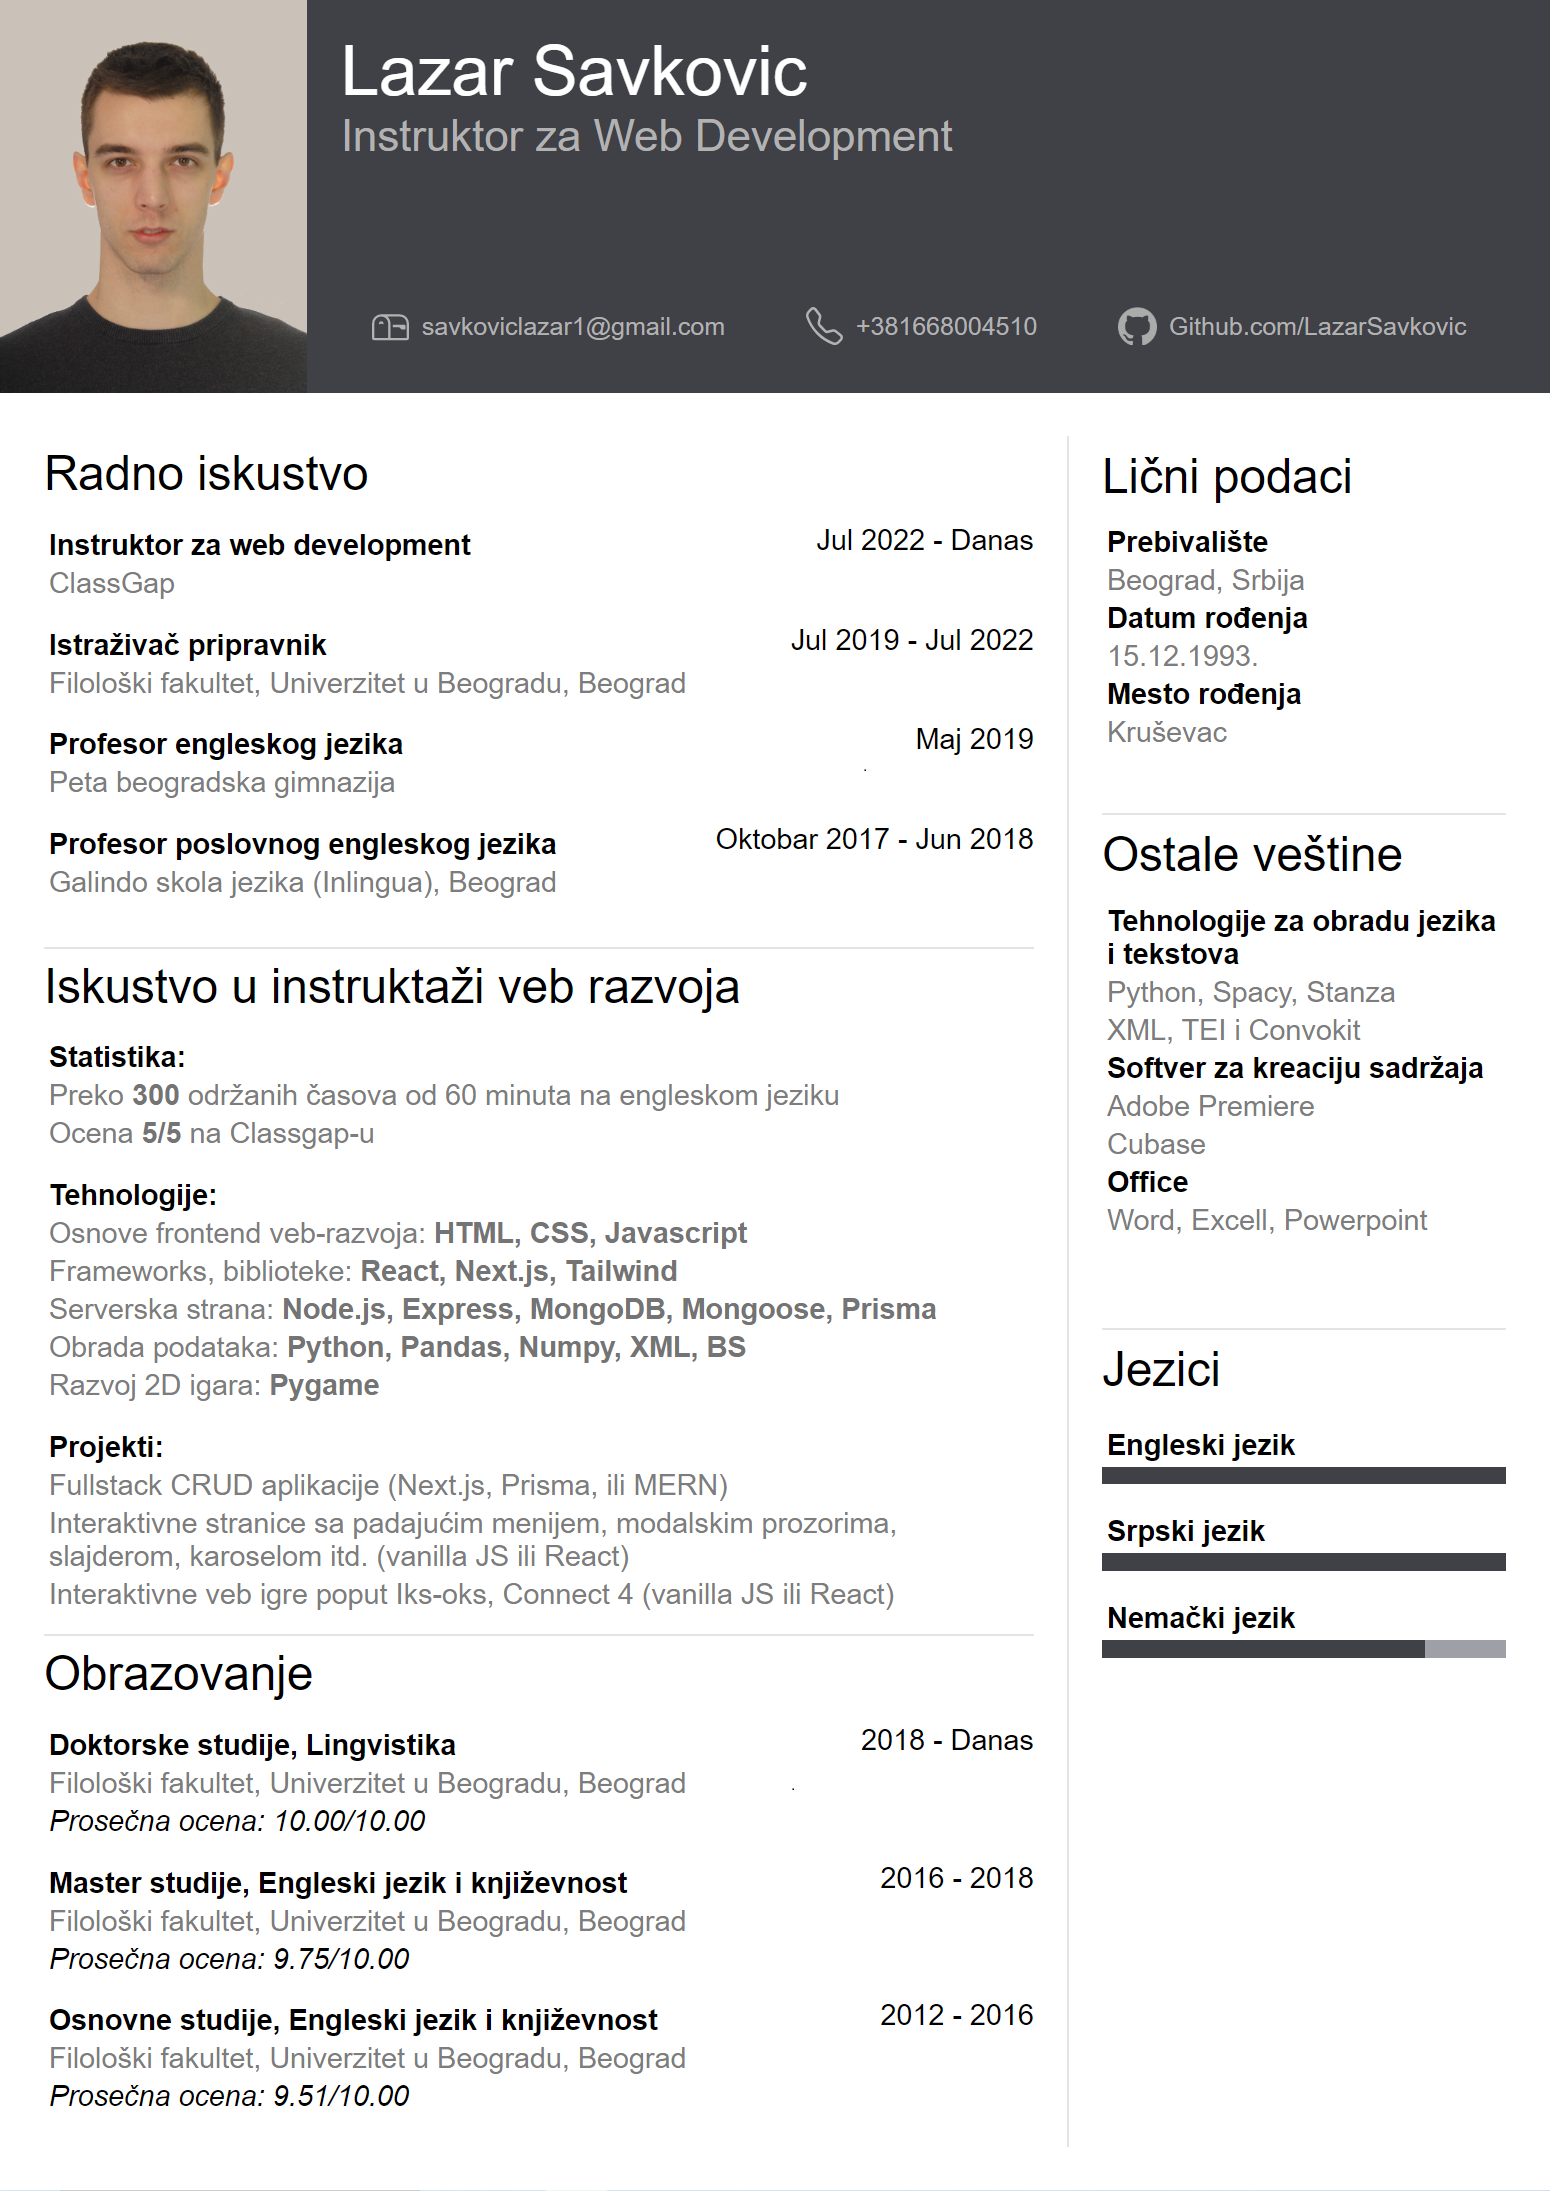 Lazar Savkovic
Instruktor za Web Development
savkoviclazar1@gmail.com
+381668004510
Github.com/LazarSavkovic
Radno iskustvo
Instruktor za web development
Jul 2022 - Danas
ClassGap
Istraživač pripravnik
Jul 2019 - Jul 2022
Filološki fakultet, Univerzitet u Beogradu, Beograd
Profesor engleskog jezika
Maj 2019
Peta beogradska gimnazija
Profesor poslovnog engleskog jezika
Oktobar 2017 - Jun 2018
Galindo skola jezika (Inlingua), Beograd
Iskustvo u instruktaži veb razvoja
Statistika:
Preko 300 održanih časova od 60 minuta na engleskom jeziku
Ocena 5/5 na Classgap-u
Tehnologije:
Osnove frontend veb-razvoja: HTML, CSS, Javascript
Frameworks, biblioteke: React, Next.js, Tailwind
Serverska strana: Node.js, Express, MongoDB, Mongoose, Prisma
Obrada podataka: Python, Pandas, Numpy, XML, BS
Razvoj 2D igara: Pygame
Projekti:
Fullstack CRUD aplikacije (Next.js, Prisma, ili MERN)
Interaktivne stranice sa padajućim menijem, modalskim prozorima,
slajderom, karoselom itd. (vanilla JS ili React)
Interaktivne veb igre poput Iks-oks, Connect 4 (vanilla JS ili React)
Obrazovanje
Doktorske studije, Lingvistika
2018 - Danas
Filološki fakultet, Univerzitet u Beogradu, Beograd
Prosečna ocena: 10.00/10.00
Master studije, Engleski jezik i književnost
2016 - 2018
Filološki fakultet, Univerzitet u Beogradu, Beograd
Prosečna ocena: 9.75/10.00
Osnovne studije, Engleski jezik i književnost
2012 - 2016
Filološki fakultet, Univerzitet u Beogradu, Beograd
Prosečna ocena: 9.51/10.00
Lični podaci
Prebivalište
Beograd, Srbija
Datum rođenja
15.12.1993.
Mesto rođenja
Kruševac
Ostale veštine
Tehnologije za obradu jezika
i tekstova
Python, Spacy, Stanza
XML, TEI i Convokit
Softver za kreaciju sadržaja
Adobe Premiere
Cubase
Office
Word, Excell, Powerpoint
Jezici
Engleski jezik
Srpski jezik
Nemački jezik